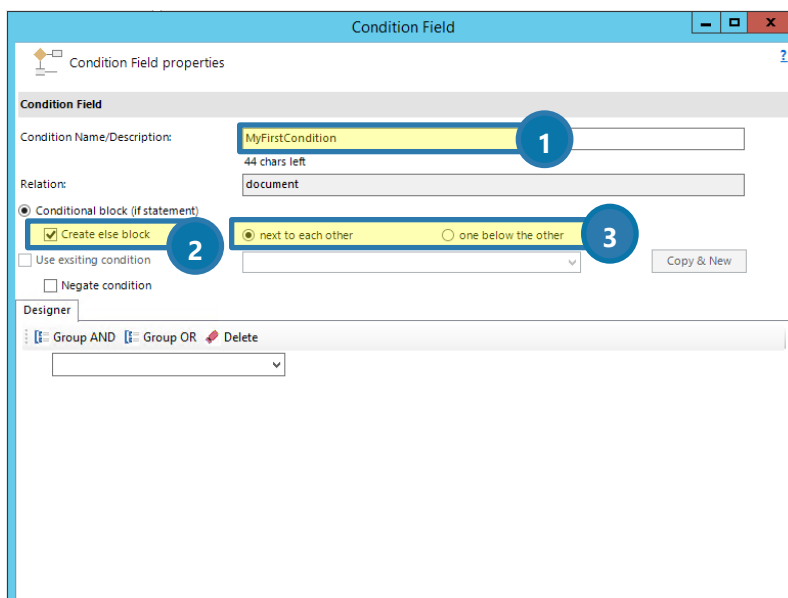 Condition Field
Condition Field properties
?
Condition Field
Condition Name/Description:
MyFirstCondition
1
44 chars left
Relation:
document
Conditional block (if statement)
Create else block
2
next to each other
one below the other
3
Use exsiting condition
Copy & New
Negate condition
Designer
Group AND Group OR Delete